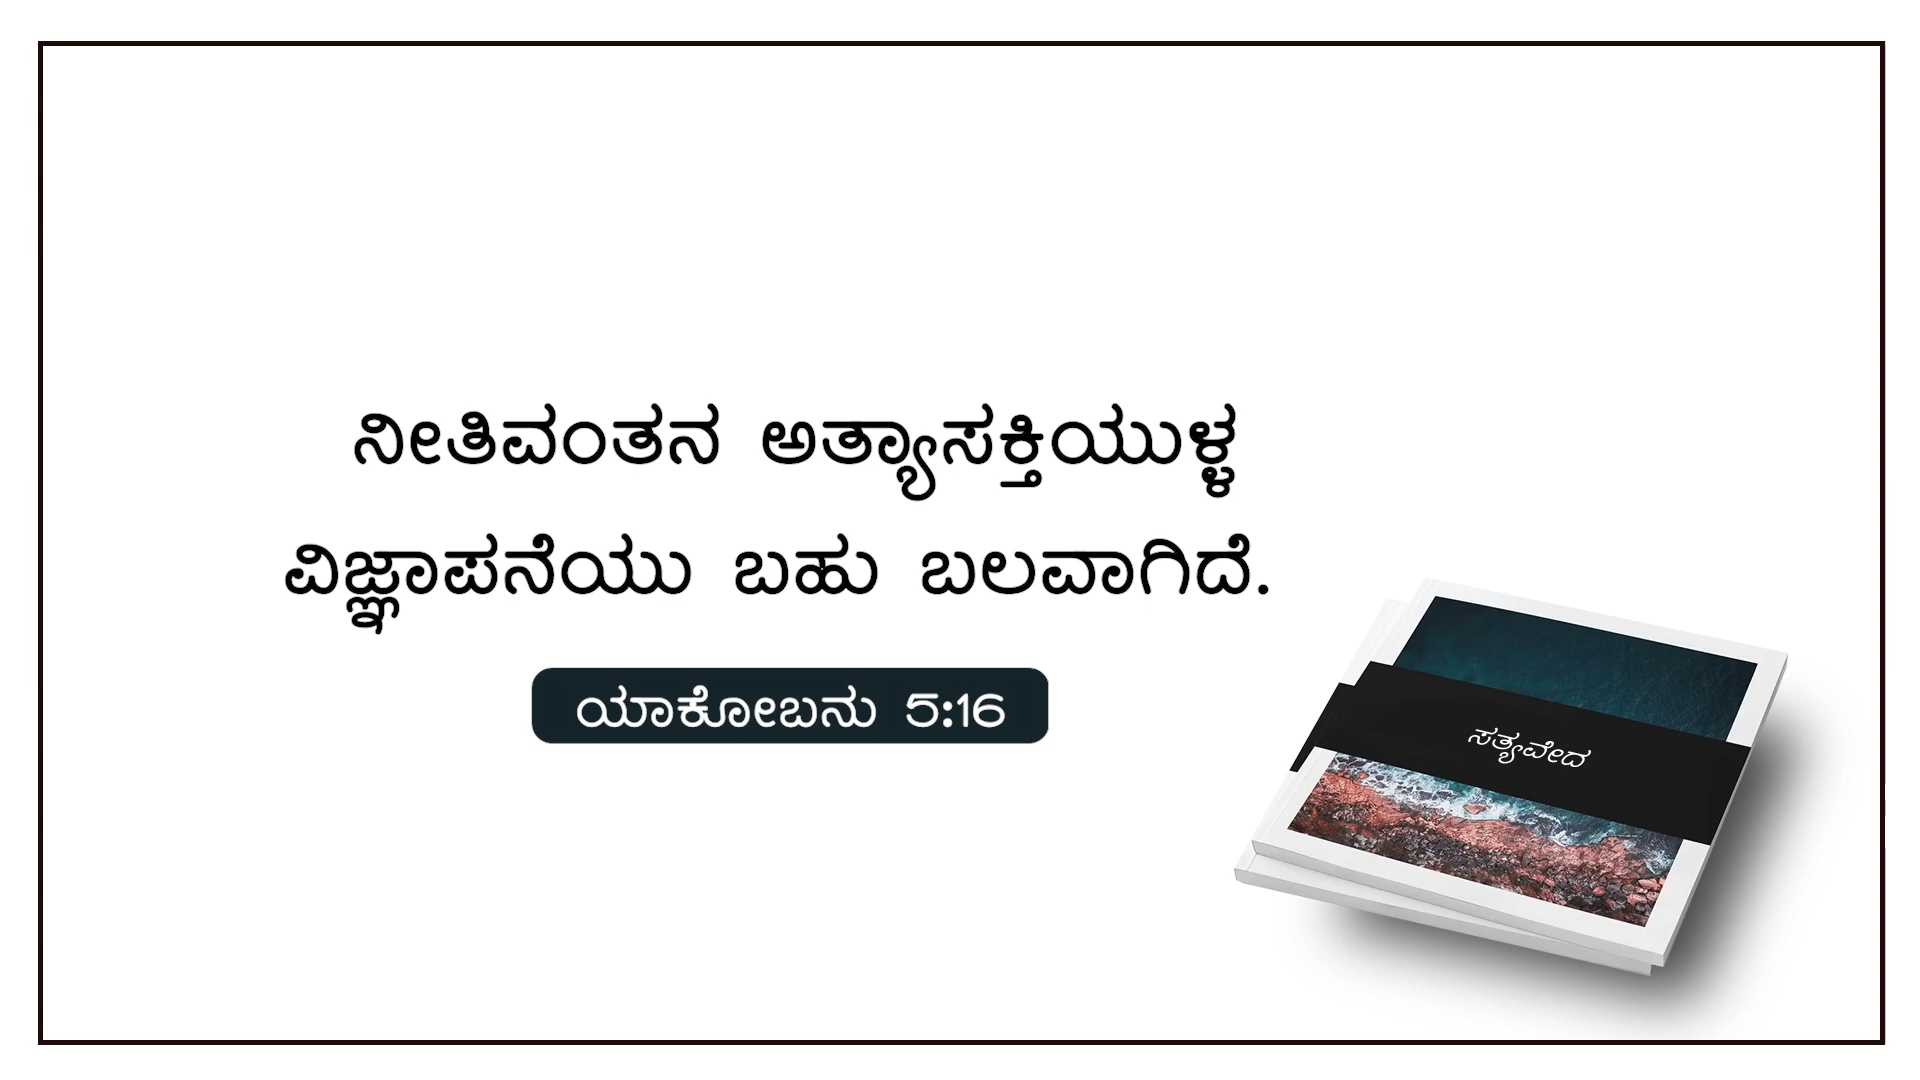 ನೀತಿವಂತನ ಅತ್ಯಾಸಕ್ತಿಯುಳ್ಳ
ವಿಜ್ಞಾಪನೆಯು ಬಹು ಬಲವಾಗಿದೆ.
ಯಾಕೋಬನು 5:16
ಸತ್ಯವೇದ